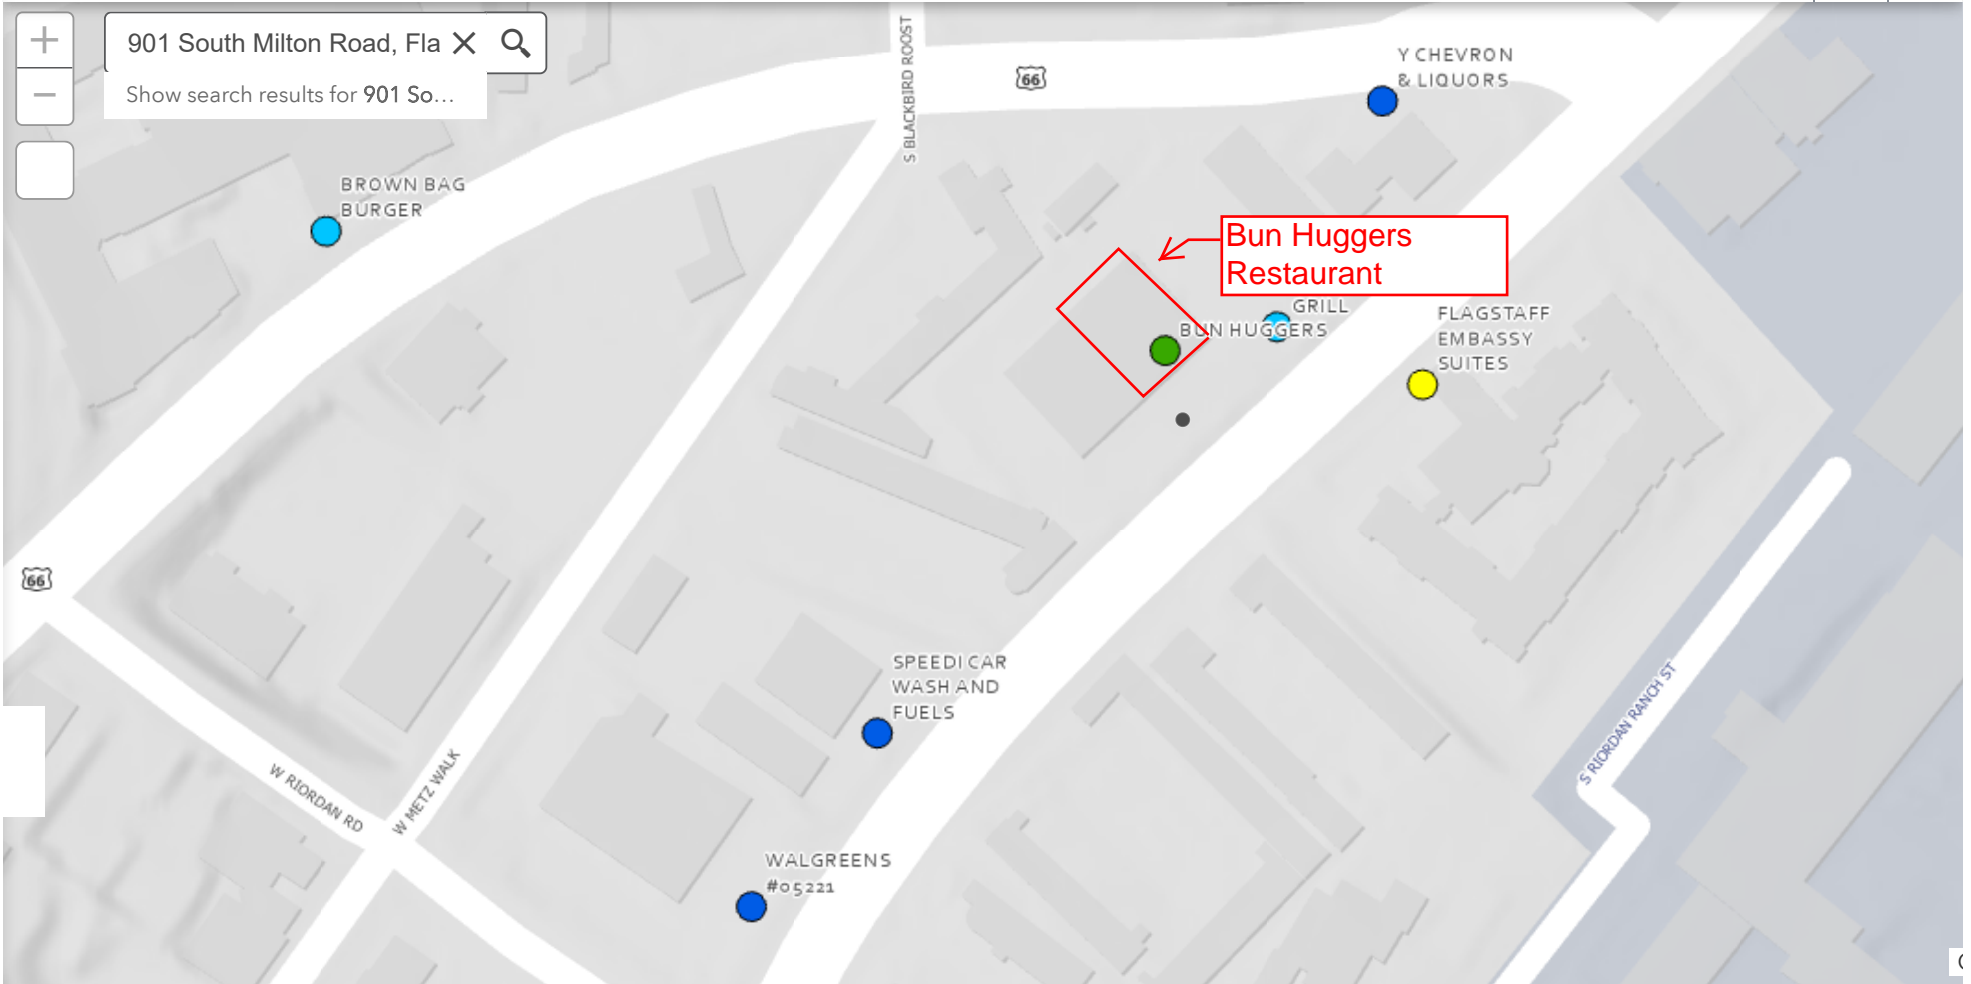 901 South Milton Road, Fla
Show search results for 901 So...
66
S BLACKBIRD ROOST
Y CHEVRON
& LIQUORS
BROWN BAG
BURGER
Bun Huggers
Restaurant
GRILL
BUN HUGGERS
FLAGSTAFF
EMBASSY
SUITES
66
SPEEDI CAR
WASH AND
FUELS
S RIORDAN RANCH ST
W RIORDAN RD
W METZ WALK
WALGREENS
#05221